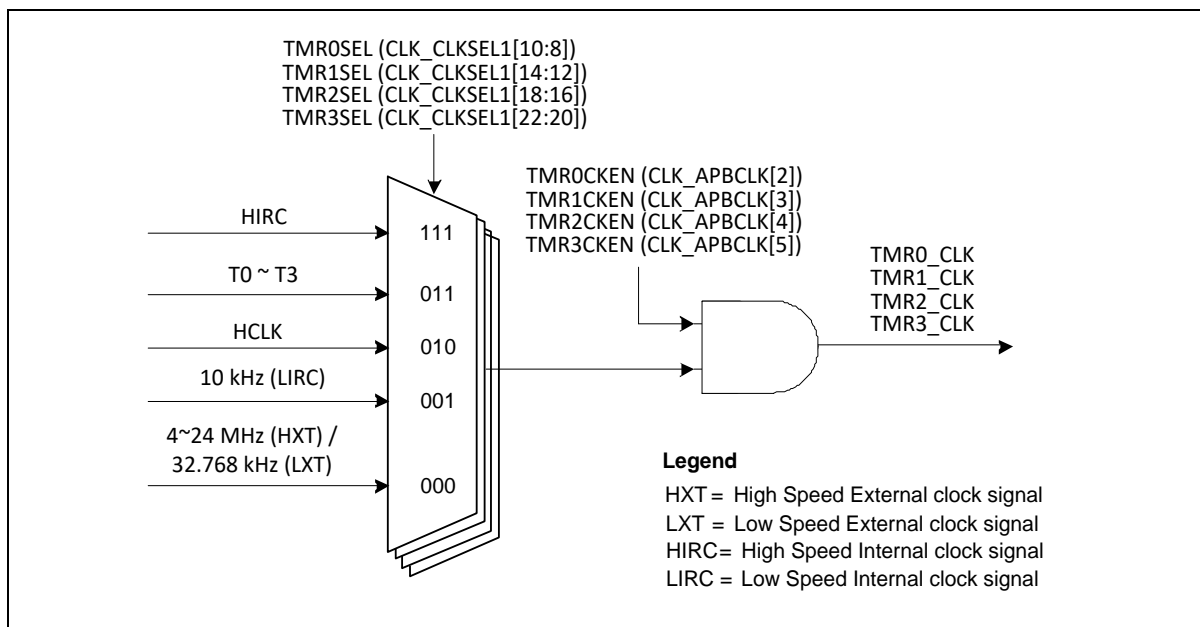 TMR0SEL (CLK_CLKSEL1[10:8])
TMR1SEL (CLK_CLKSEL1[14:12])
TMR2SEL (CLK_CLKSEL1[18:16])
TMR3SEL (CLK_CLKSEL1[22:20])
TMR0CKEN (CLK_APBCLK[2])
TMR1CKEN (CLK_APBCLK[3])
TMR2CKEN (CLK_APBCLK[4])
TMR3CKEN (CLK_APBCLK[5])
HIRC
111
T0 ~ T3
011
HCLK
010
10 kHz (LIRC)
001
4~24 MHz (HXT) /
32.768 kHz (LXT)
000
TMR0_CLK
TMR1_CLK
TMR2_CLK
TMR3_CLK
Legend
HXT = High Speed External clock signal
LXT = Low Speed External clock signal
HIRC= High Speed Internal clock signal
LIRC = Low Speed Internal clock signal